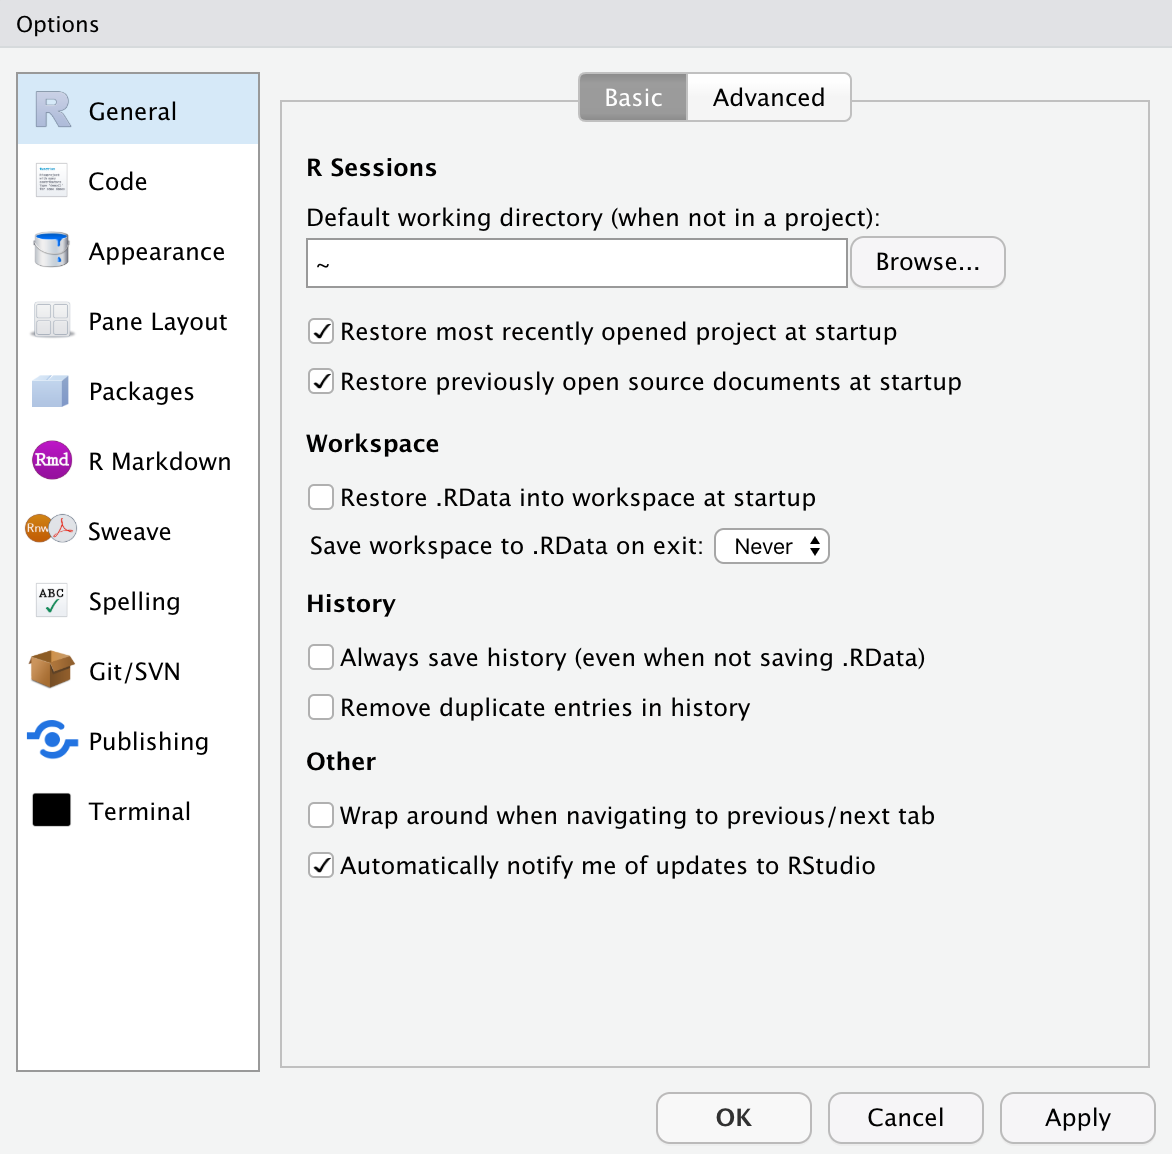 Options
General
Code
Appearance
Pane Layout
Packages
Rmd
R Markdown
Rnw
Sweave
ABC
Spelling
Git/SVN
Publishing
Terminal
Basic
Advanced
R Sessions
Default working directory (when not in a project):
~
Browse...
Restore most recently opened project at startup
Restore previously open source documents at startup
Workspace
Restore .RData into workspace at startup
Save workspace to .RData on exit: Never
History
Always save history (even when not saving .RData)
Remove duplicate entries in history
Other
Wrap around when navigating to previous/next tab
Automatically notify me of updates to RStudio
OK
Cancel
Apply